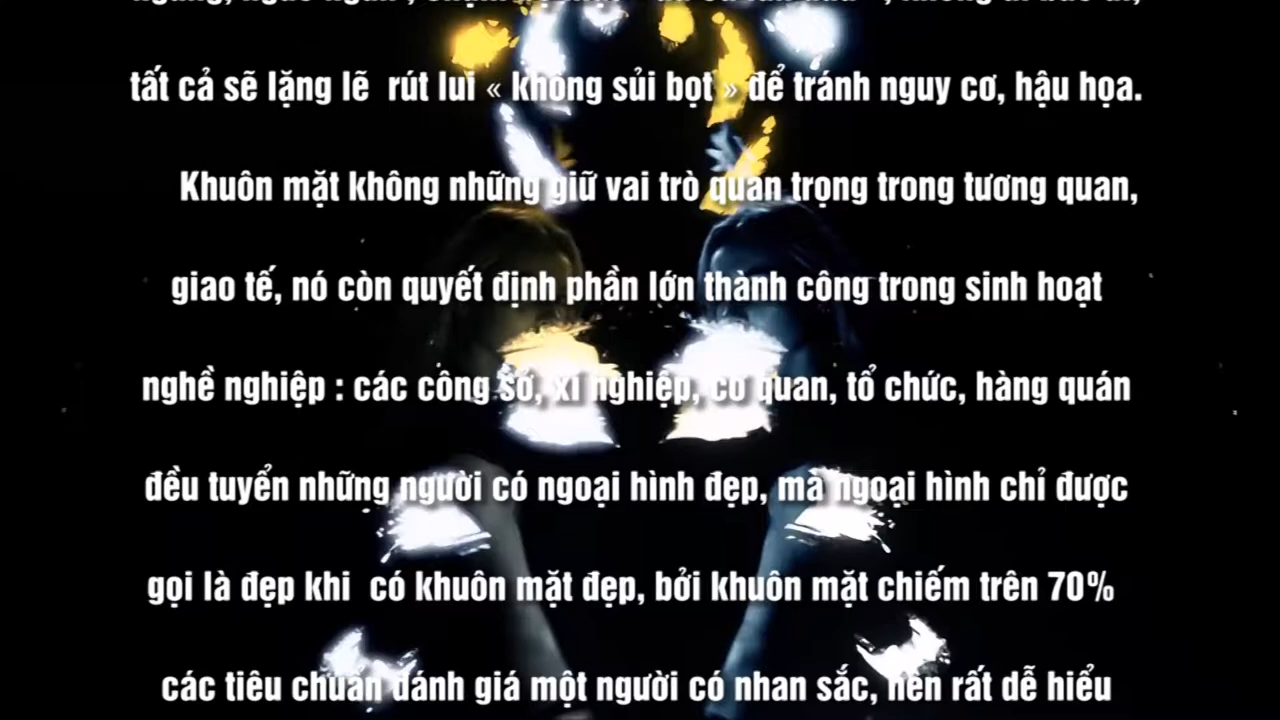 tất cả sẽ lặng lẽ rút lui « không sủi bọt » để tránh nguy cơ, hậu họa.
Khuôn mặt không những giữ vai trò quan trọng trong tương quan,
giao tế, nó còn quyết định phần lớn thành công trong sinh hoạt
nghề nghiệp : các công sở, xí nghiệp, cơ quan, tổ chức, hàng quán
đều tuyển những người có ngoại hình đẹp, mà ngoại hình chỉ được
gọi là đẹp khi có khuôn mặt đẹp, bởi khuôn mặt chiếm trên 70%
các tiêu chuẩn đánh giá một người có nhan sắc, nên rất dễ hiểu